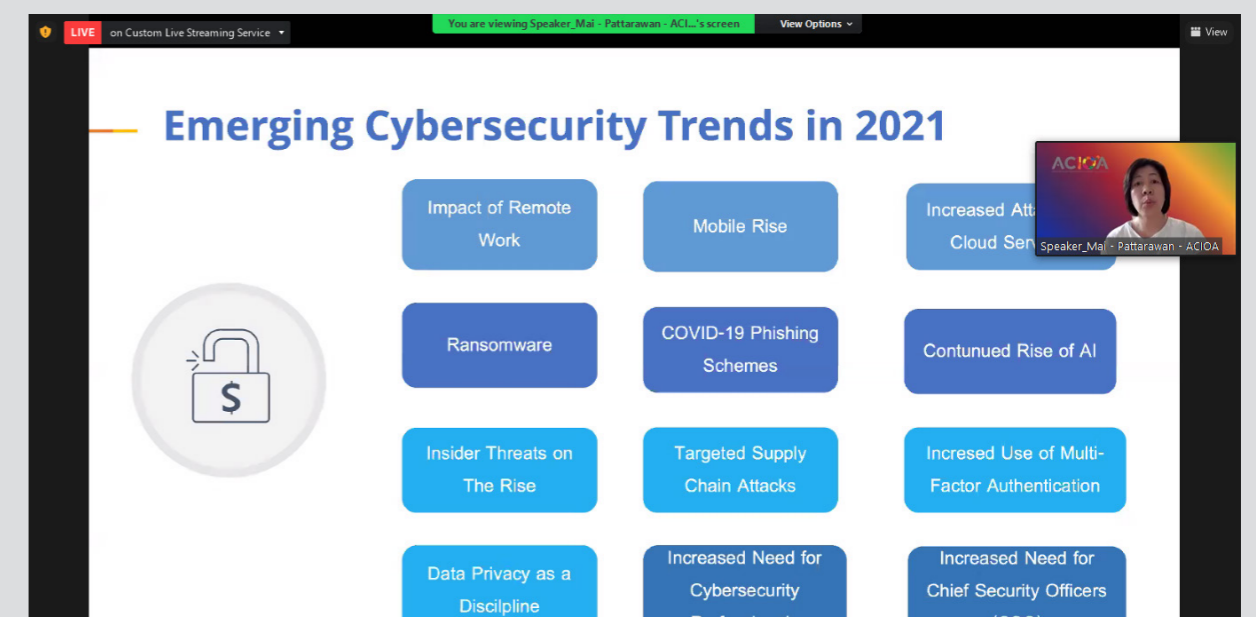 LIVE on Custom Live Streaming Service
You are viewing Speaker_Mai - Pattarawan - ACI...'s screen
View Options
View
Emerging Cybersecurity Trends in 2021
ACIOA
Speaker_Mai - Pattarawan - ACIOA
Impact of Remote
Work
Mobile Rise
Increased
Cloud
Ransomware
COVID-19 Phishing
Schemes
Contunued Rise of AI
Insider Threats on
The Rise
Targeted Supply
Chain Attacks
Incresed Use of Multi-
Factor Authentication
Data Privacy as a
Discilpline
Increased Need for
Cybersecurity
Increased Need for
Chief Security Officers
$